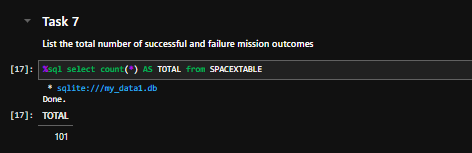 Task 7
List the total number of successful and failure mission outcomes
[17]: %sql select count(*) AS TOTAL from SPACEXTABLE
* sqlite:///my_data1.db
Done.
[17]: TOTAL
101